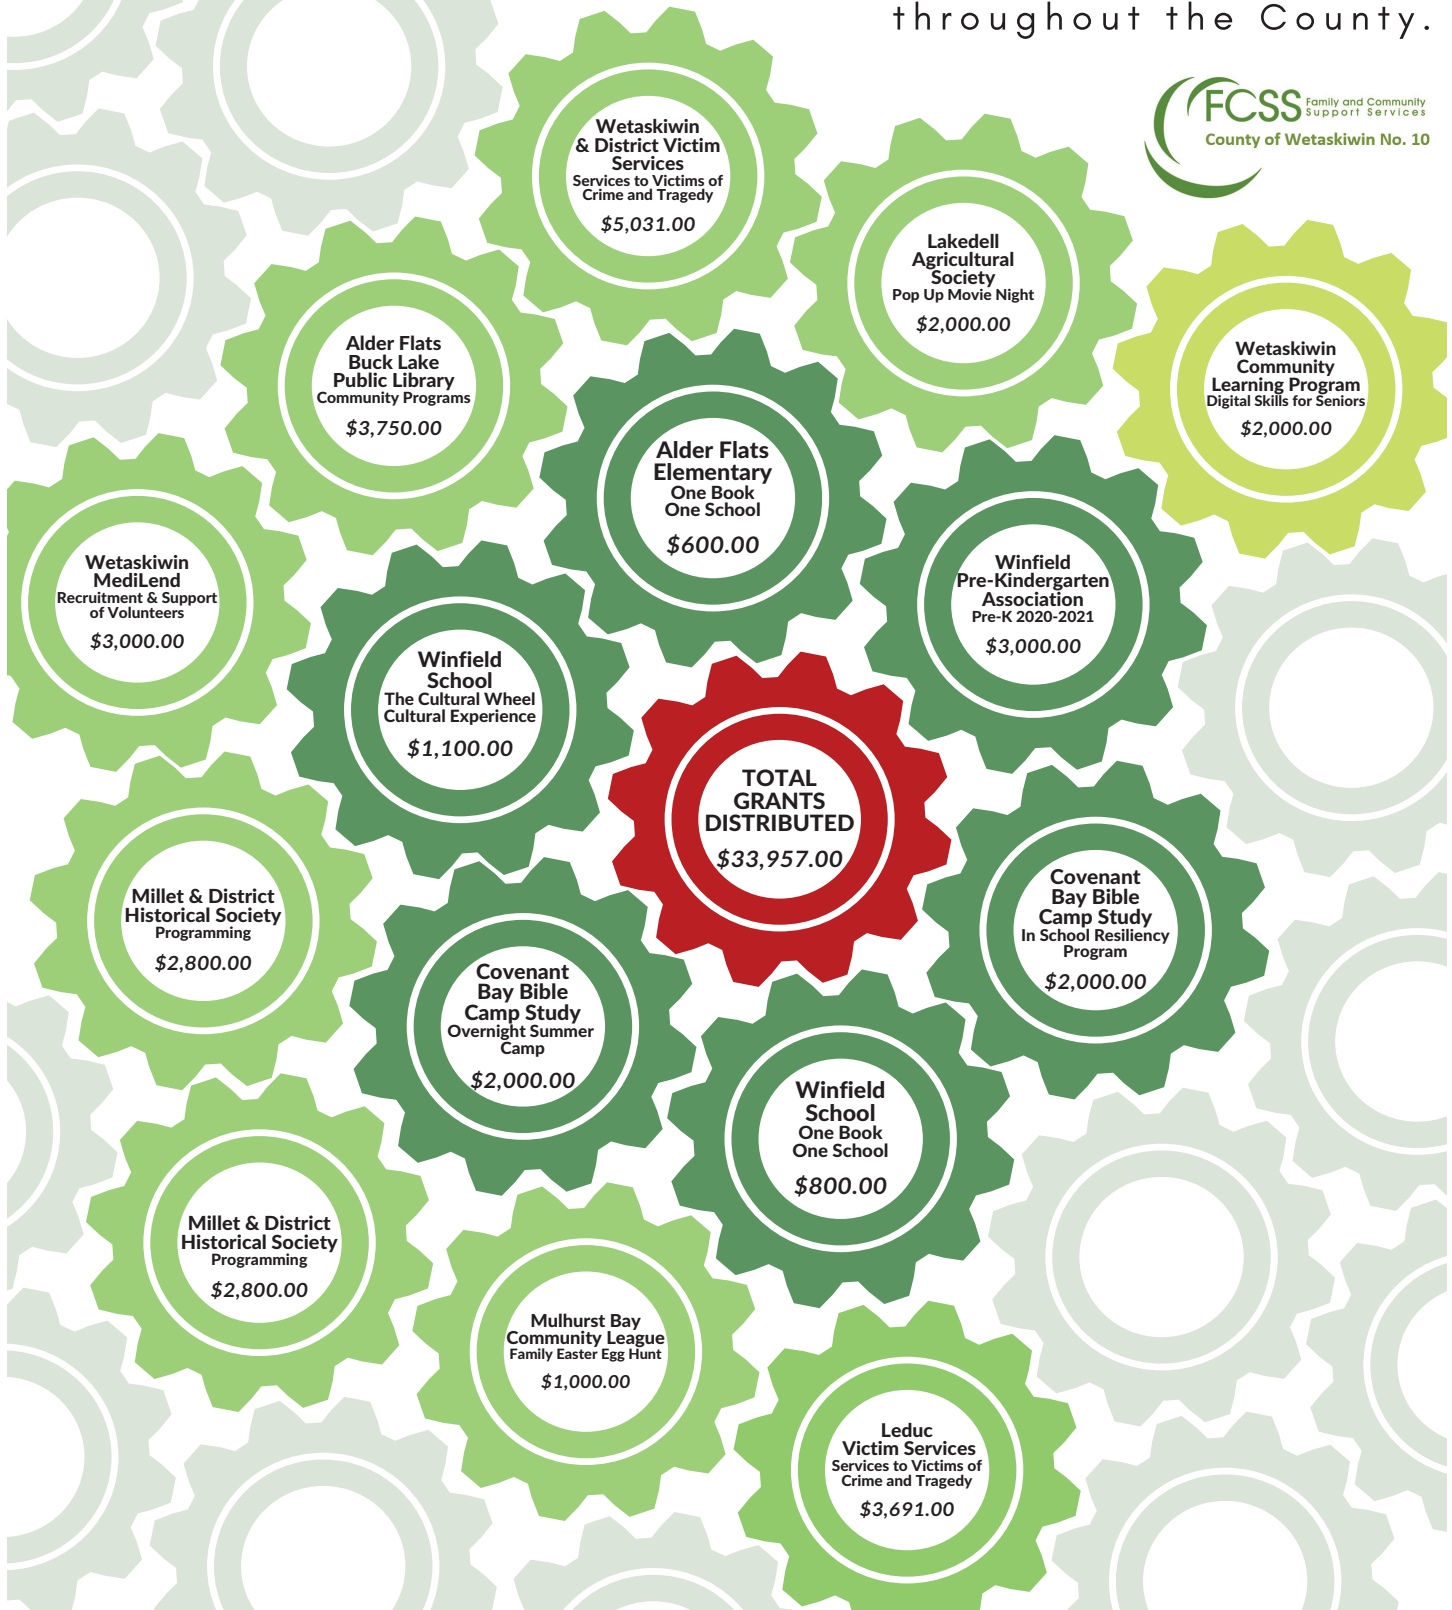 throughout the County.
FCSS Family and Community
Support Services
County of Wetaskiwin No. 10
Wetaskiwin
& District Victim
Services
Services to Victims of
Crime and Tragedy
$5,031.00
Lakedell
Agricultural
Society
Pop Up Movie Night
$2,000.00
Alder Flats
Buck Lake
Public Library
Community Programs
$3,750.00
Wetaskiwin
Community
Learning Program
Digital Skills for Seniors
$2,000.00
Alder Flats
Elementary
One Book
One School
$600.00
Wetaskiwin
MediLend
Recruitment & Support
of Volunteers
$3,000.00
Winfield
Pre-Kindergarten
Association
Pre-K 2020-2021
$3,000.00
Winfield
School
The Cultural Wheel
Cultural Experience
$1,100.00
TOTAL
GRANTS
DISTRIBUTED
$33,957.00
Millet & District
Historical Society
Programming
$2,800.00
Covenant
Bay Bible
Camp Study
In School Resiliency
Program
$2,000.00
Covenant
Bay Bible
Camp Study
Overnight Summer
Camp
$2,000.00
Winfield
School
One Book
One School
$800.00
Millet & District
Historical Society
Programming
$2,800.00
Mulhurst Bay
Community League
Family Easter Egg Hunt
$1,000.00
Leduc
Victim Services
Services to Victims of
Crime and Tragedy
$3,691.00